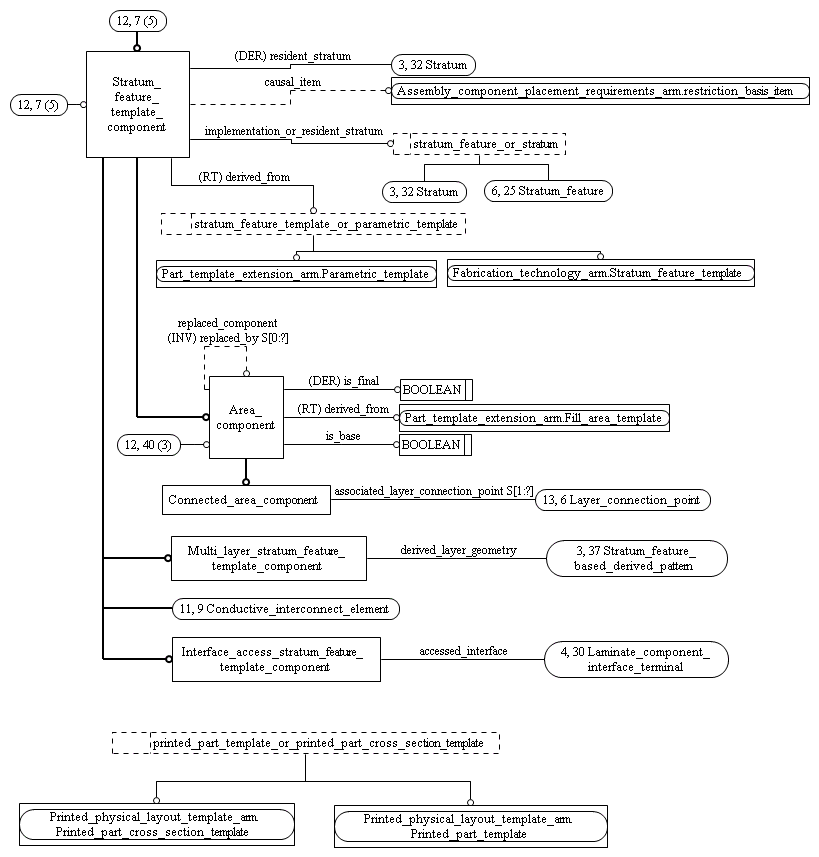 12, 7 (5)
(DER) resident_stratum
3, 32 Stratum
causal_item
Stratum_
feature_
template_
component
Assembly_component_placement_requirements_arm.restriction_basis_item
12, 7 (5)
implementation_or_resident_stratum
stratum_feature_or_stratum
(RT) derived_from
3, 32 Stratum
6, 25 Stratum_feature
stratum_feature_template_or_parametric_template
Part_template_extension_arm.Parametric_template
Fabrication_technology_arm.Stratum_feature_template
replaced_component
(INV) replaced_by S[0:?]
(DER) is_final
BOOLEAN
Area_
component
(RT) derived_from
Part_template_extension_arm.Fill_area_template
12, 40 (3)
is_base
BOOLEAN
Connected_area_component
associated_layer_connection_point S[1:?]
13, 6 Layer_connection_point
Multi_layer_stratum_feature_
template_component
derived_layer_geometry
3, 37 Stratum_feature_
based_derived_pattern
11, 9 Conductive_interconnect_element
Interface_access_stratum_feature_
template_component
accessed_interface
4, 30 Laminate_component_
interface_terminal
printed_part_template_or_printed_part_cross_section_template
Printed_physical_layout_template_arm.
Printed_part_cross_section_template
Printed_physical_layout_template_arm.
Printed_part_template